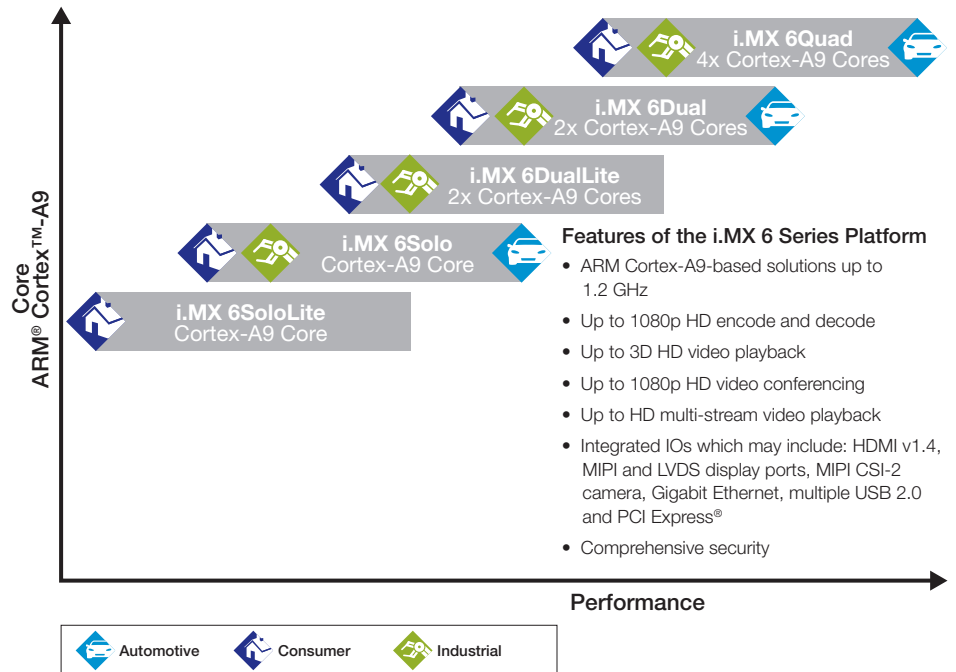 i.MX 6Quad
4x Cortex-A9 Cores
i.MX 6Dual
2x Cortex-A9 Cores
i.MX 6DualLite
2x Cortex-A9 Cores
i.MX 6Solo
Cortex-A9 Core
i.MX 6SoloLite
Cortex-A9 Core
Core
ARM® Cortex™-A9
Features of the i.MX 6 Series Platform
• ARM Cortex-A9-based solutions up to
1.2 GHz
• Up to 1080p HD encode and decode
• Up to 3D HD video playback
• Up to 1080p HD video conferencing
• Up to HD multi-stream video playback
• Integrated IOs which may include: HDMI v1.4,
MIPI and LVDS display ports, MIPI CSI-2
camera, Gigabit Ethernet, multiple USB 2.0
and PCI Express®
• Comprehensive security
Performance
Automotive
Consumer
Industrial